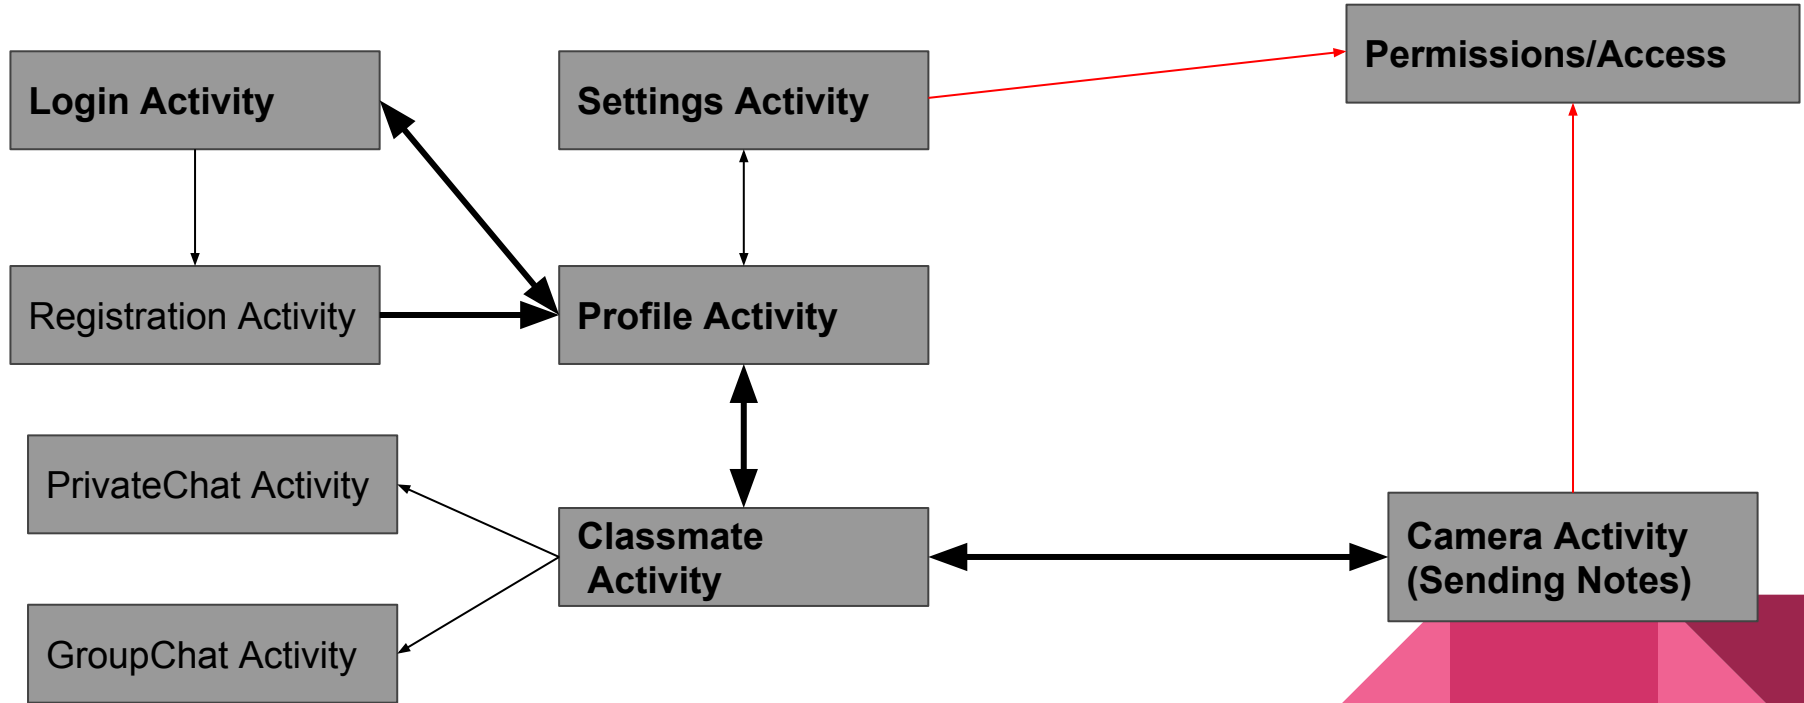 Login Activity
Settings Activity
Permissions/Access
Registration Activity
Profile Activity
PrivateChat Activity
Classmate
Activity
Camera Activity
(Sending Notes)
GroupChat Activity